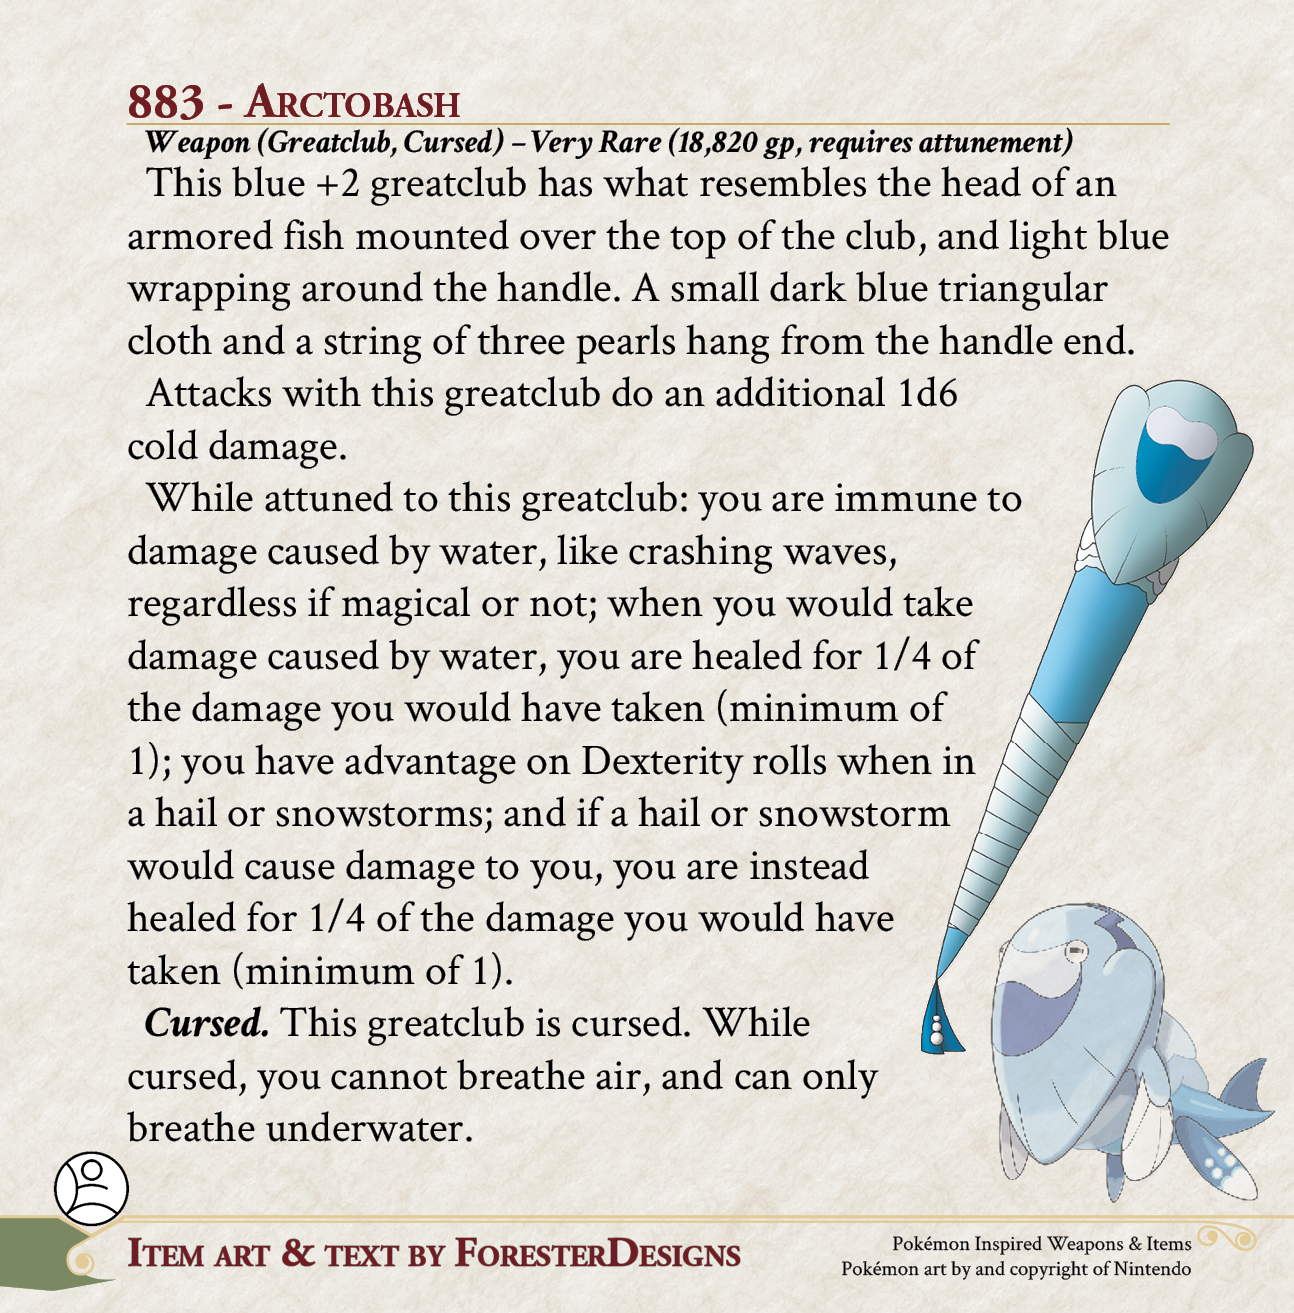 883 - Arctobash
Weapon (Greatclub, Cursed) – Very Rare (18,820 gp, requires attunement)
This blue +2 greatclub has what resembles the head of an
armored fish mounted over the top of the club, and light blue
wrapping around the handle. A small dark blue triangular
cloth and a string of three pearls hang from the handle end.
Attacks with this greatclub do an additional 1d6
cold damage.
While attuned to this greatclub: you are immune to
damage caused by water, like crashing waves,
regardless if magical or not; when you would take
damage caused by water, you are healed for 1/4 of
the damage you would have taken (minimum of
1); you have advantage on Dexterity rolls when in
a hail or snowstorms; and if a hail or snowstorm
would cause damage to you, you are instead
healed for 1/4 of the damage you would have
taken (minimum of 1).
Cursed. This greatclub is cursed. While
cursed, you cannot breathe air, and can only
breathe underwater.
Item art & text by ForesterDesigns
Pokémon Inspired Weapons & Items
Pokémon art by and copyright of Nintendo